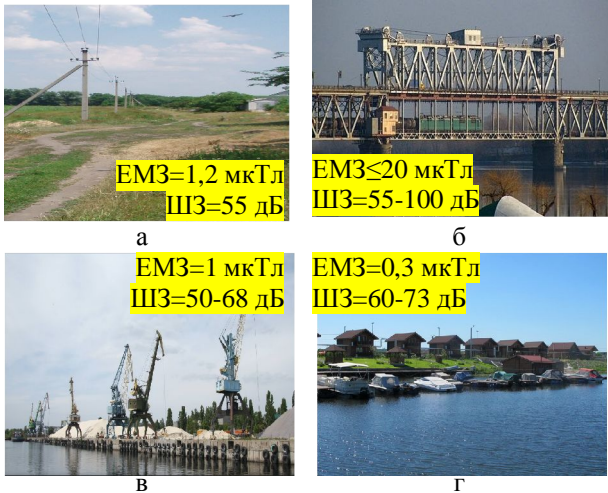 ЕМЗ=1,2 мкТл
ШЗ=55 дБ
ЕМЗ≤20 мкТл
ШЗ=55-100 дБ
а
б
ЕМЗ=1 мкТл
ШЗ=50-68 дБ
ЕМЗ=0,3 мкТл
ШЗ=60-73 дБ
в
г